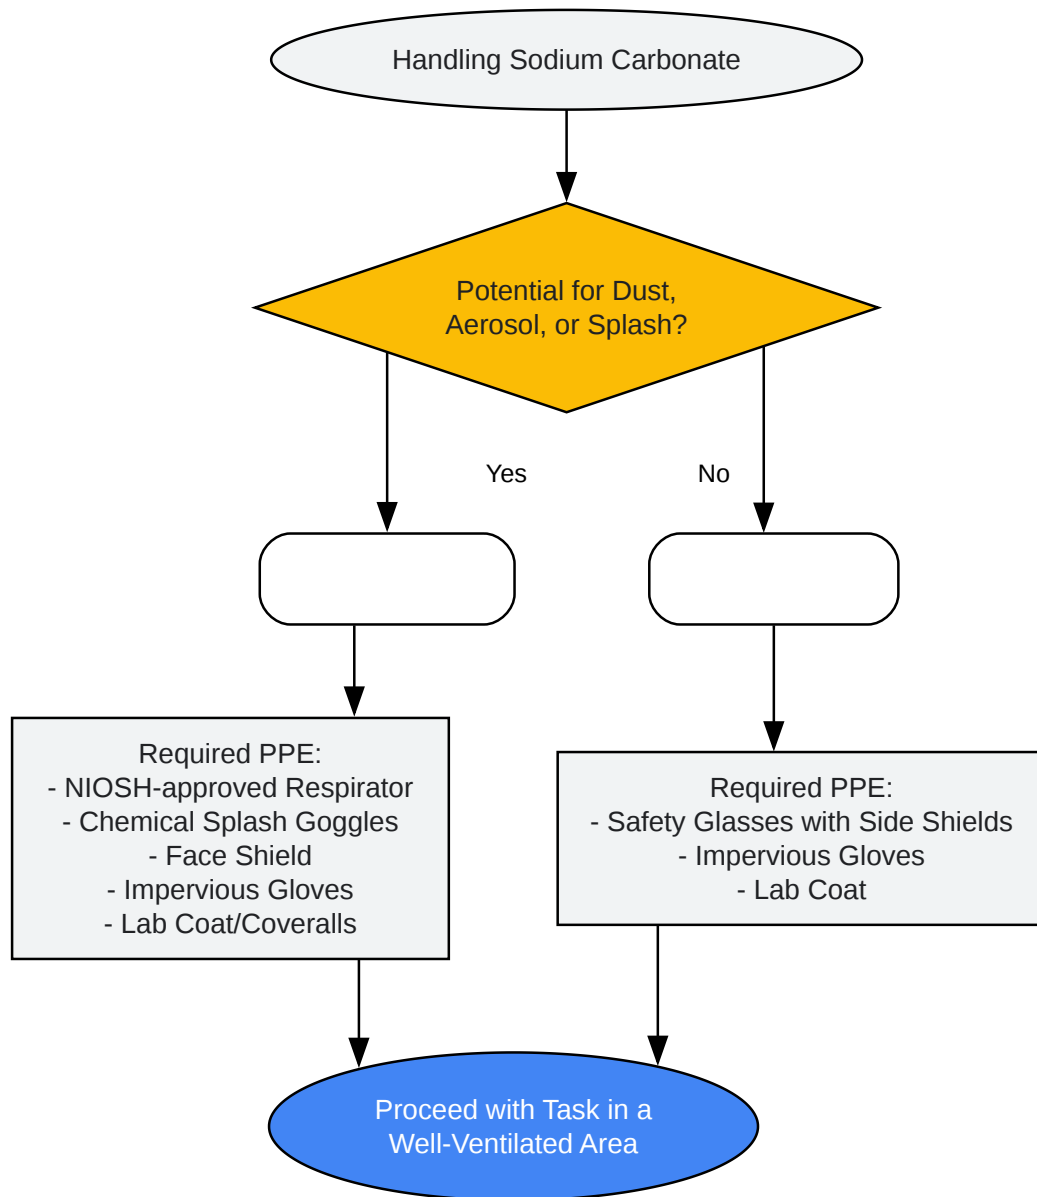 Handling Sodium Carbonate
Potential for Dust,
Aerosol, or Splash?
Yes
No
Required PPE:
- NIOSH-approved Respirator
- Chemical Splash Goggles
- Face Shield
- Impervious Gloves
- Lab Coat/Coveralls
Required PPE:
- Safety Glasses with Side Shields
- Impervious Gloves
- Lab Coat
Proceed with Task in a
Well-Ventilated Area